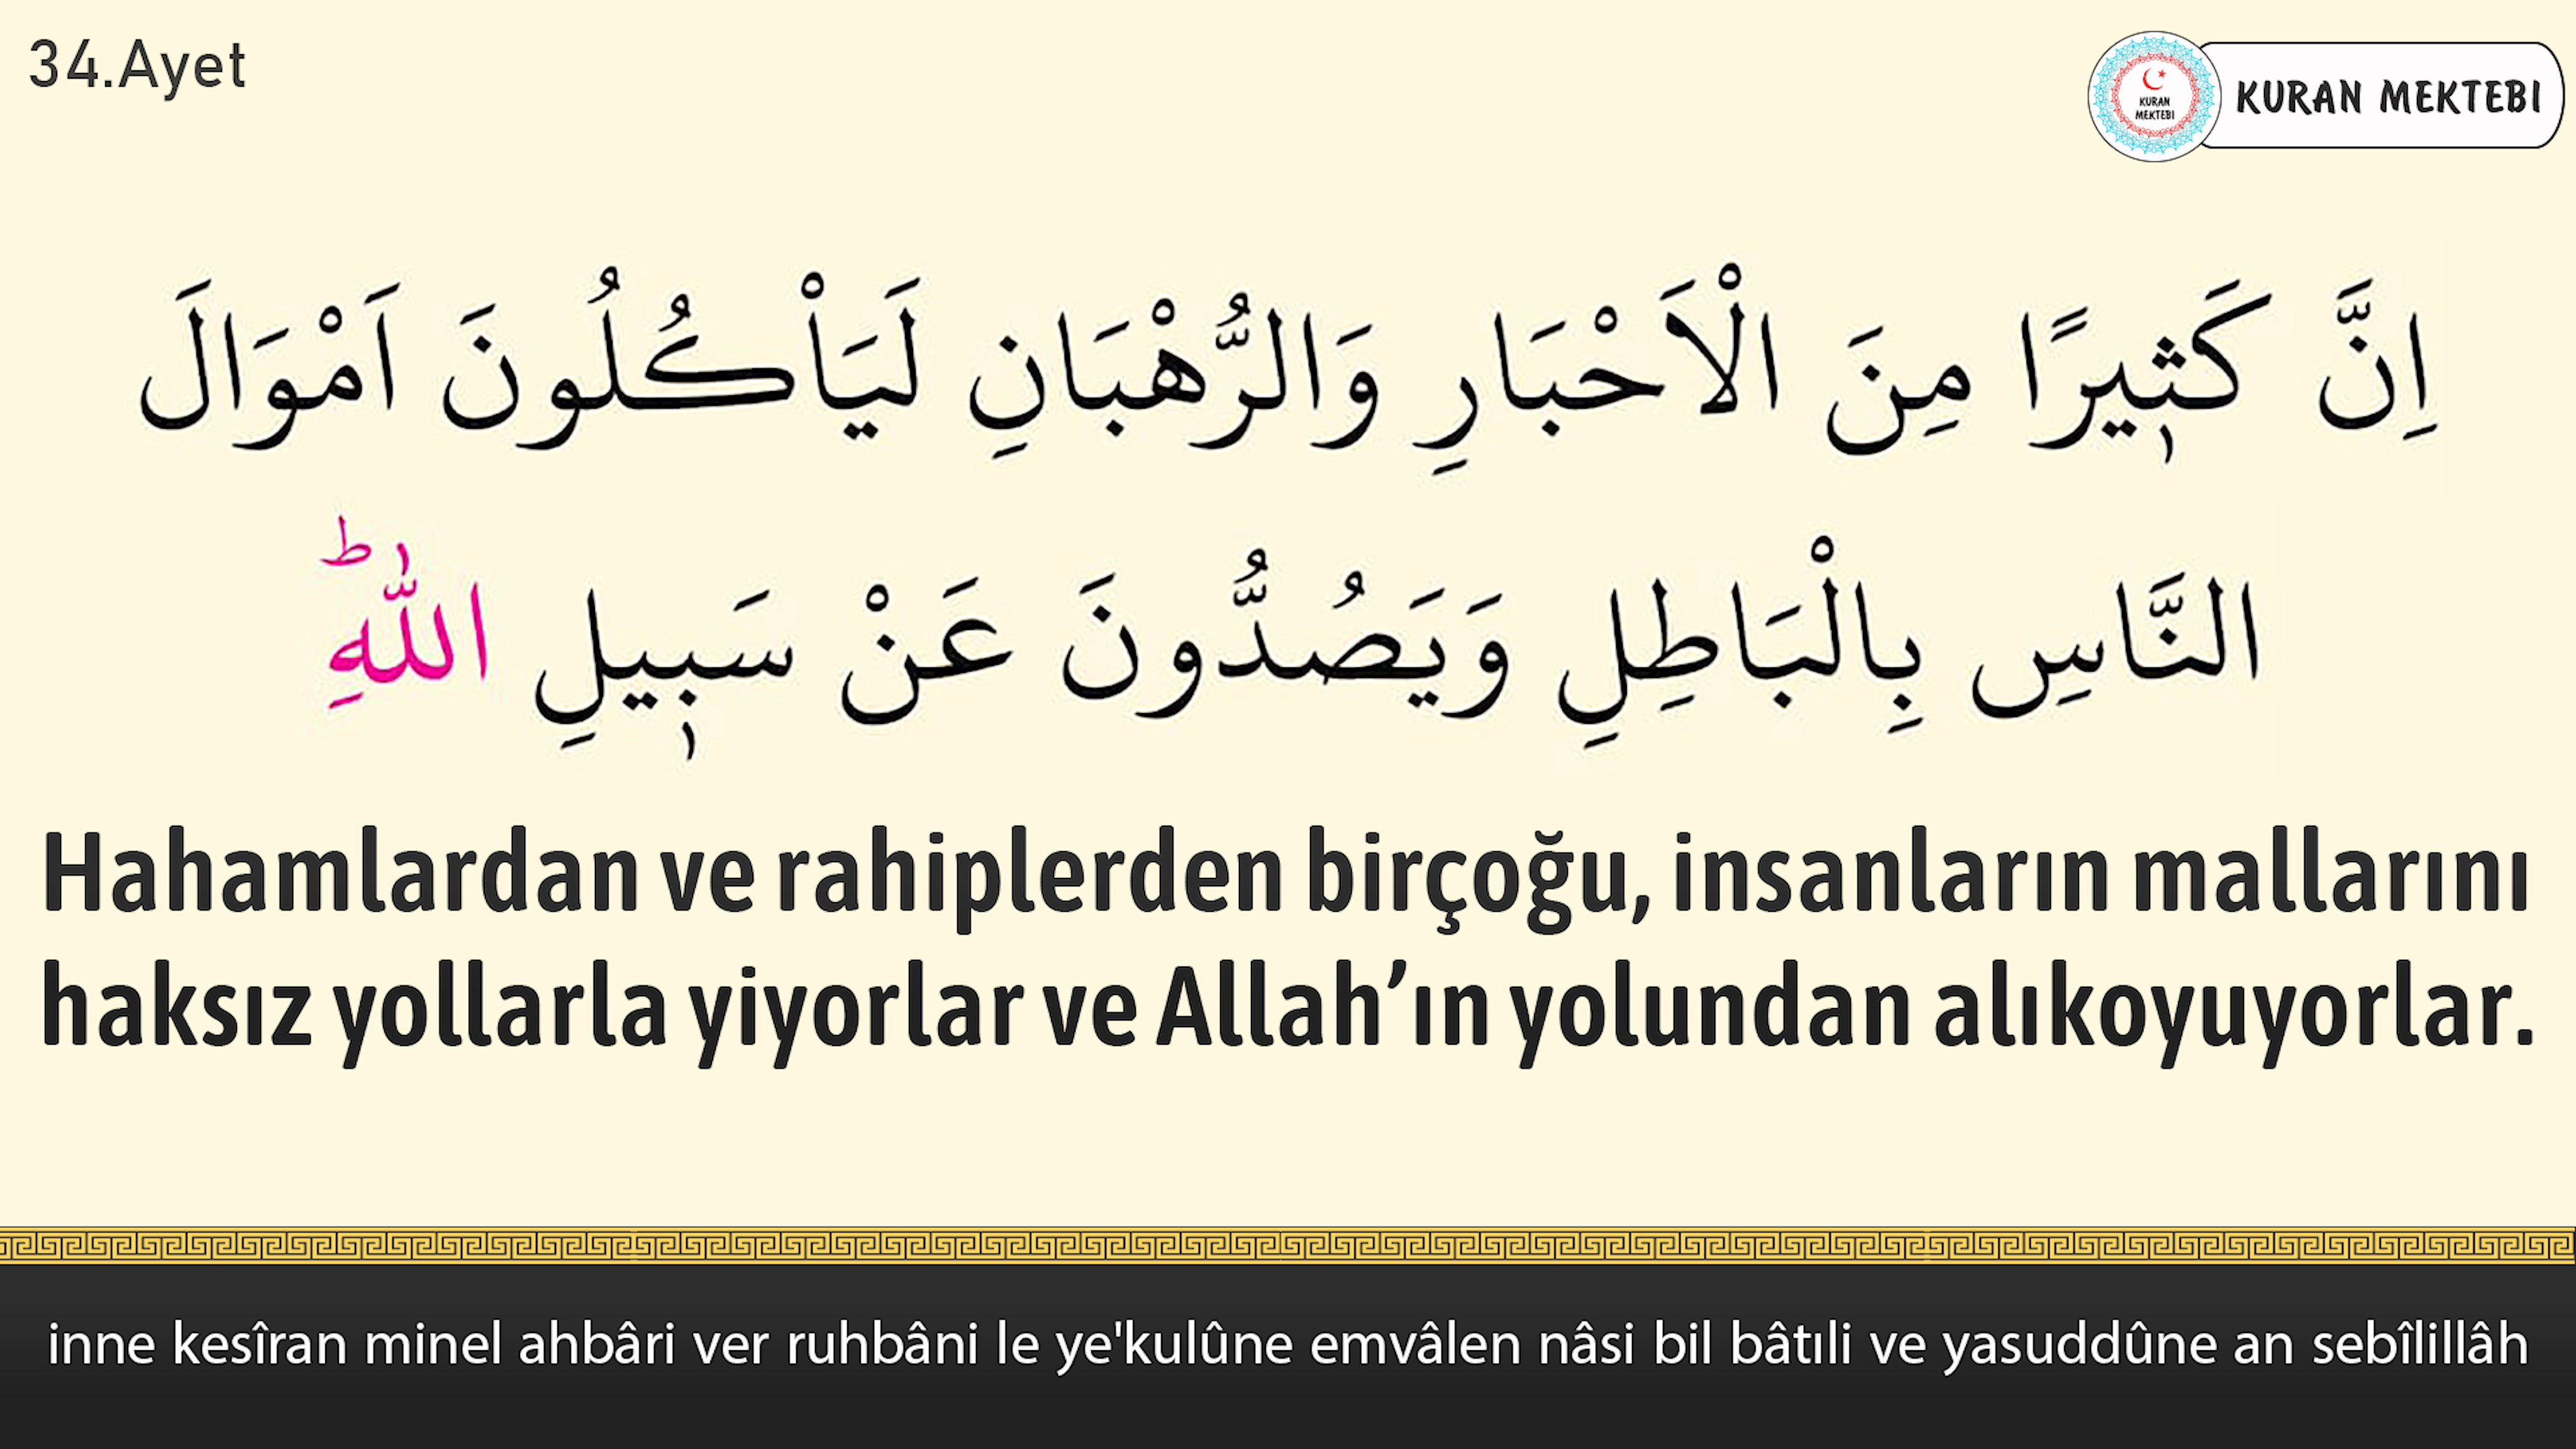 34.Ayet
KURAN
MEKTEBI
KURAN MEKTEBI
اِنَّ كَثٖيرًا مِنَ الْاَحْبَارِ وَالرُّهْبَانِ لَيَاْكُلُونَ اَمْوَالَ
النَّاسِ بِالْبَاطِلِ وَيَصُدُّونَ عَنْ سَبٖيلِ اللّٰهِؕ
Hahamlardan ve rahiplerden birçoğu, insanların mallarını
haksız yollarla yiyorlar ve Allah’ın yolundan alıkoyuyorlar.
inne kesîran minel ahbâri ver ruhbâni le ye'kulûne emvâlen nâsi bil bâtıli ve yasuddûne an sebîlillâh